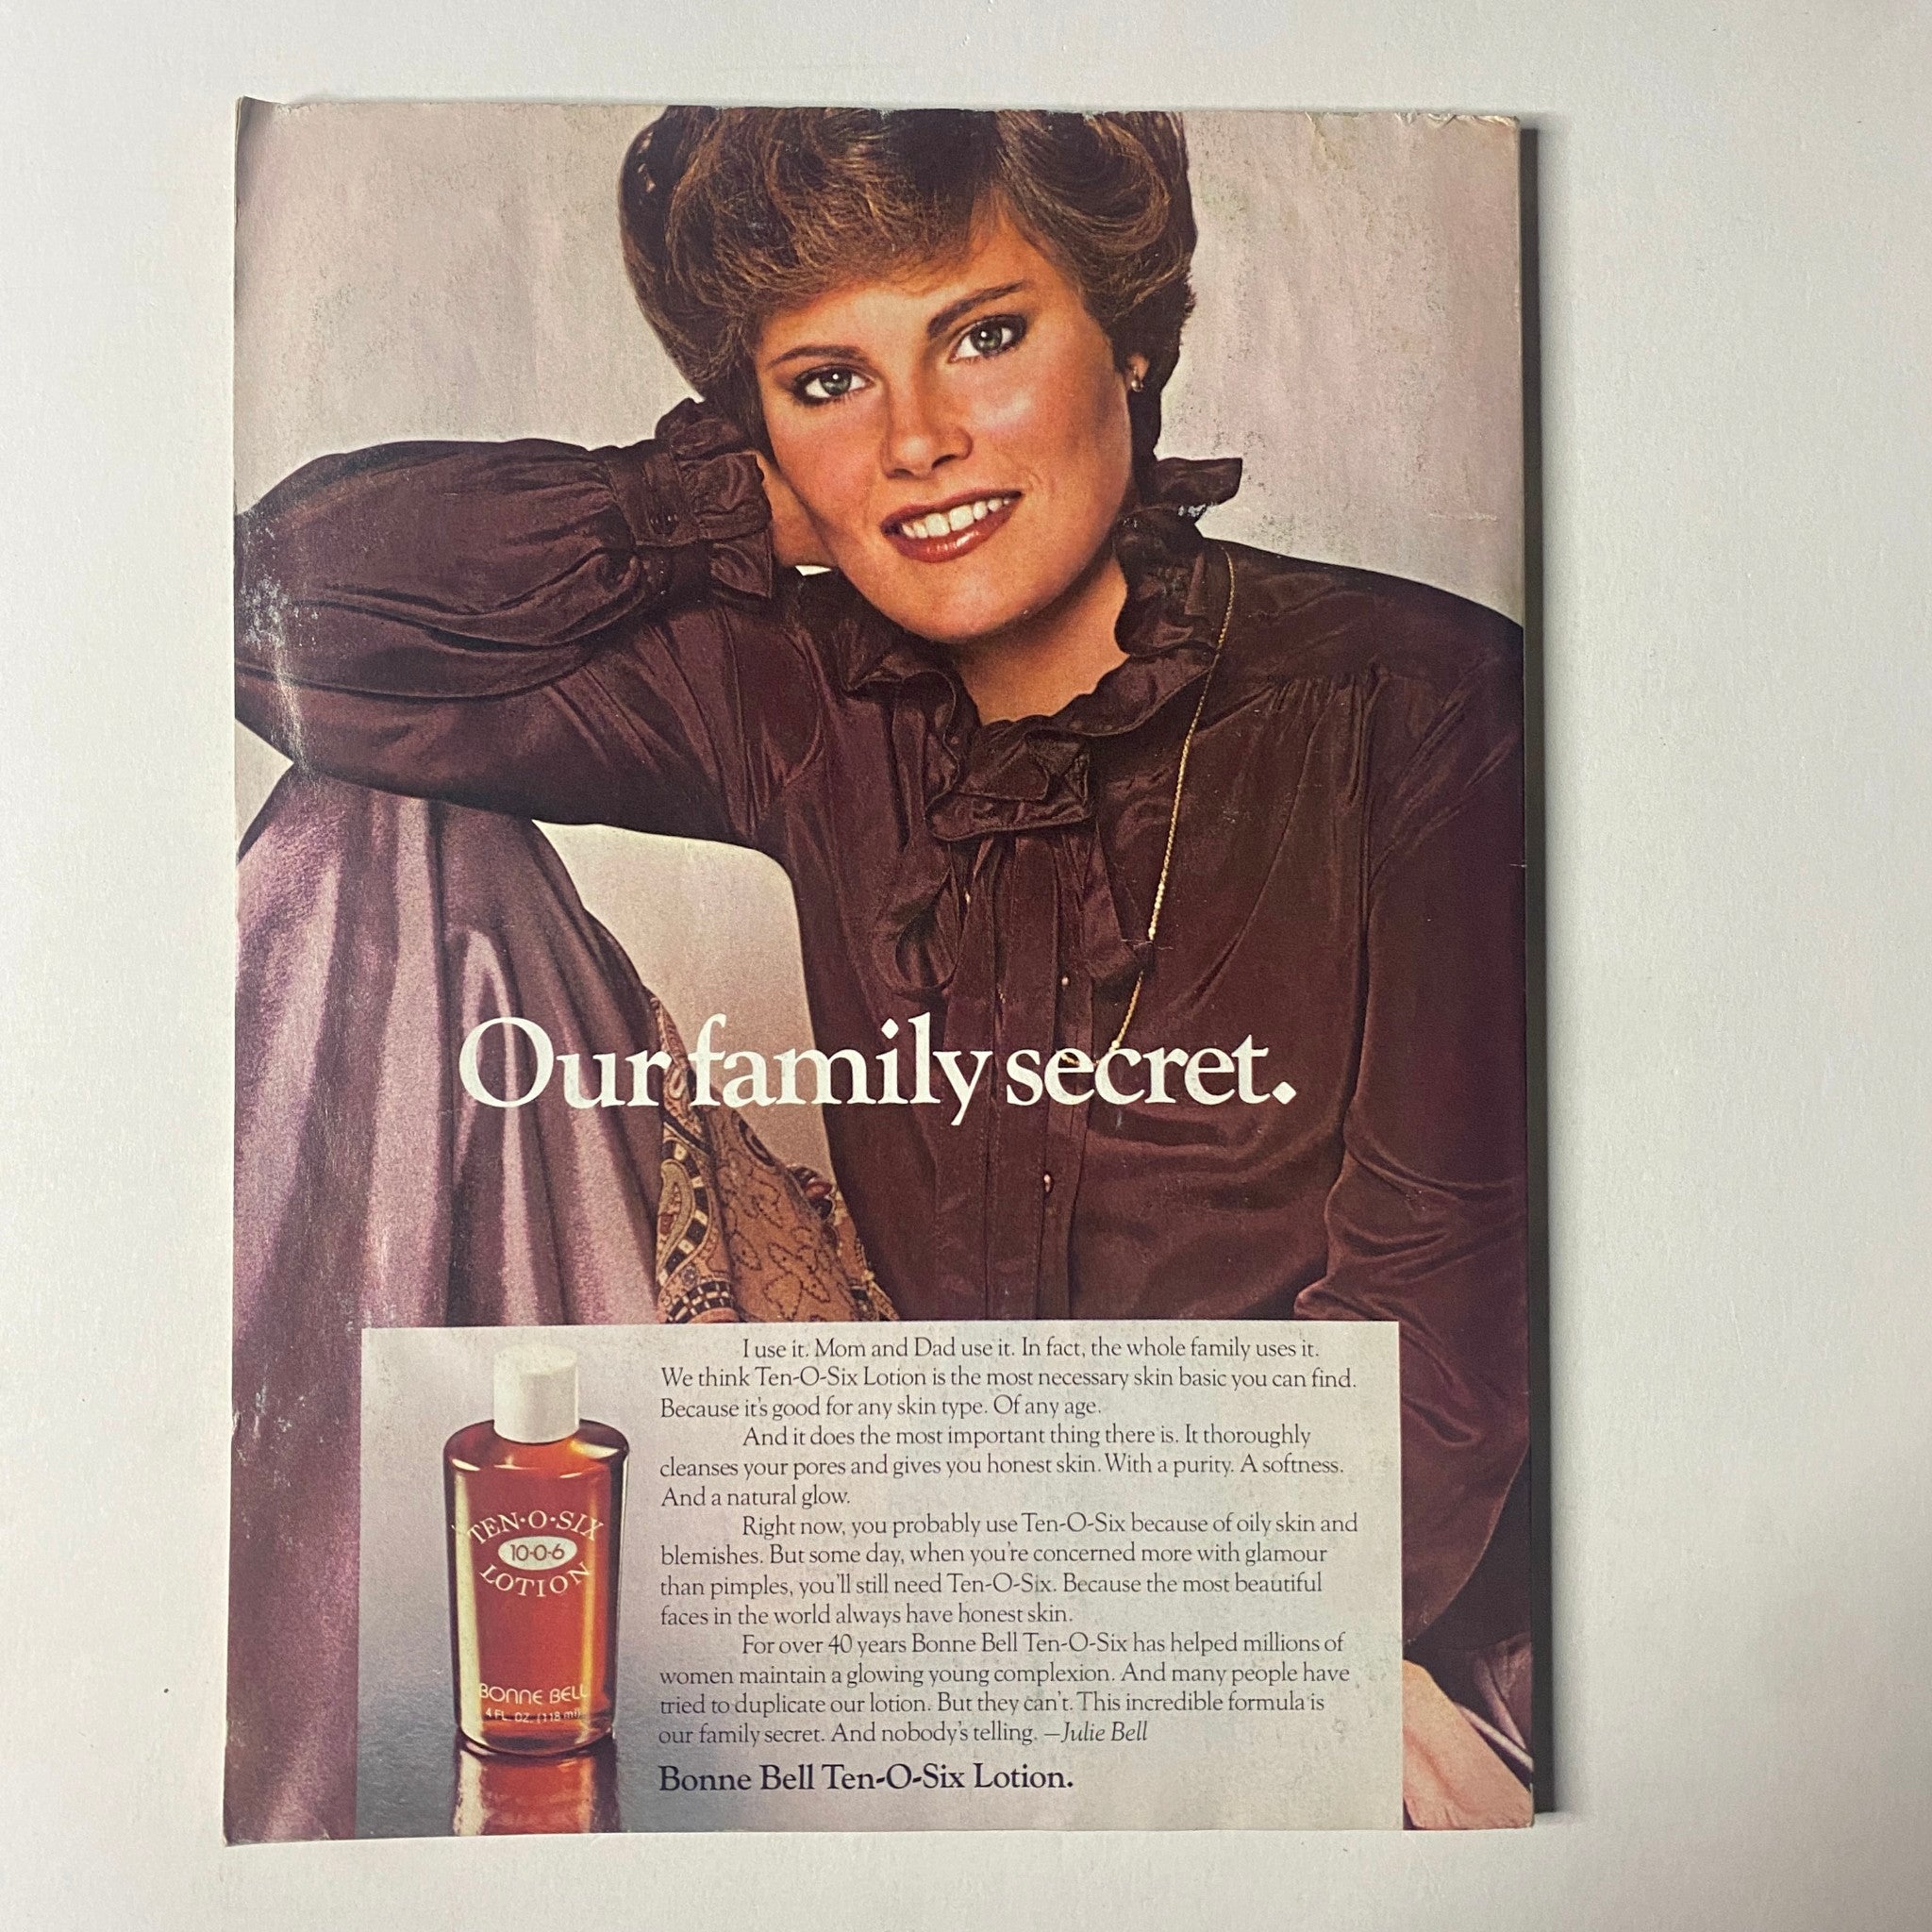 Our family secret.
I use it. Mom and Dad use it. In fact, the whole family uses it.
We think Ten-O-Six Lotion is the most necessary skin basic you can find.
Because it's good for any skin type. Of any age.
And it does the most important thing there is. It thoroughly
cleanses your pores and gives you honest skin. With a purity. A softness.
And a natural glow.
Right now, you probably use Ten-O-Six because of oily skin and
blemishes. But some day, when you're concerned more with glamour
than pimples, you'll still need Ten-O-Six. Because the most beautiful
faces in the world always have honest skin.
For over 40 years Bonne Bell Ten-O-Six has helped millions of
women maintain a glowing young complexion. And many people have
tried to duplicate our lotion. But they can't. This incredible formula is
our family secret. And nobody's telling. —Julie Bell
Bonne Bell Ten-O-Six Lotion.
TEN·O·SIX
10-0-6
LOTION
BONNE BELL
4 FL. OZ. (118 ml)